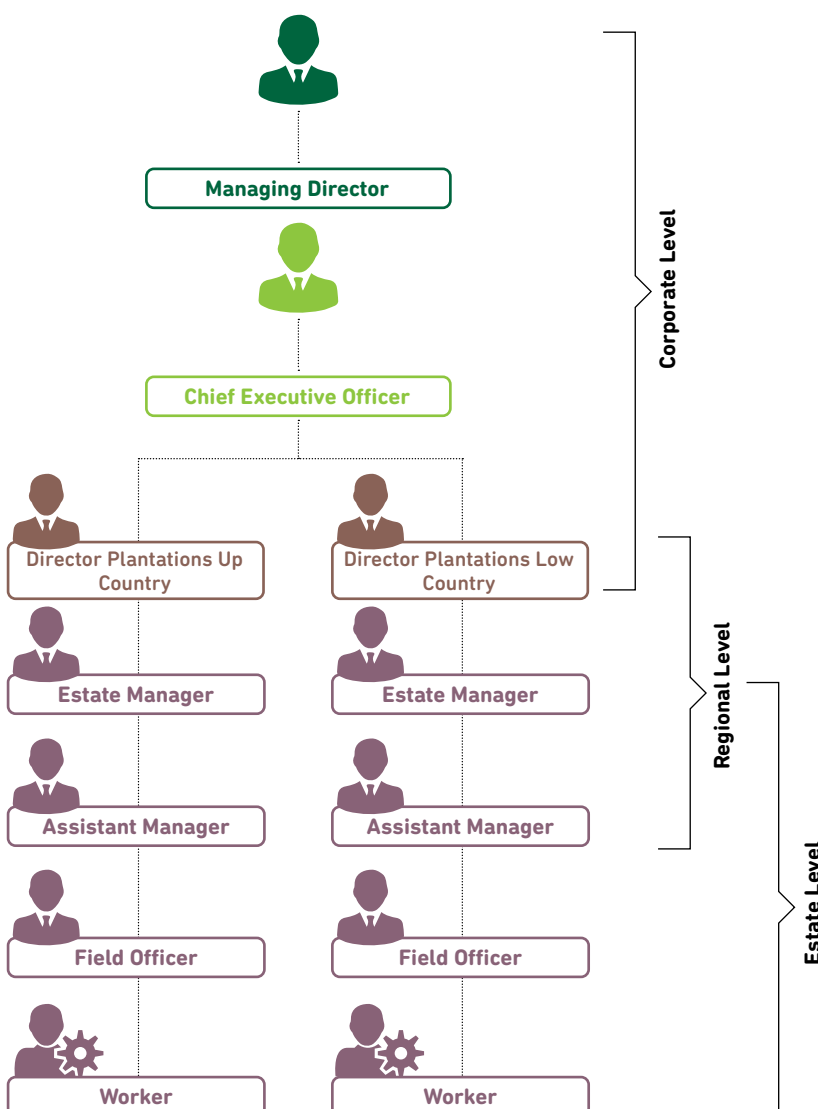 Managing Director
Corporate Level
Chief Executive Officer
Director Plantations Up
Country
Director Plantations Low
Country
Regional Level
Estate Manager
Estate Manager
Assistant Manager
Assistant Manager
Estate Level
Field Officer
Field Officer
Worker
Worker